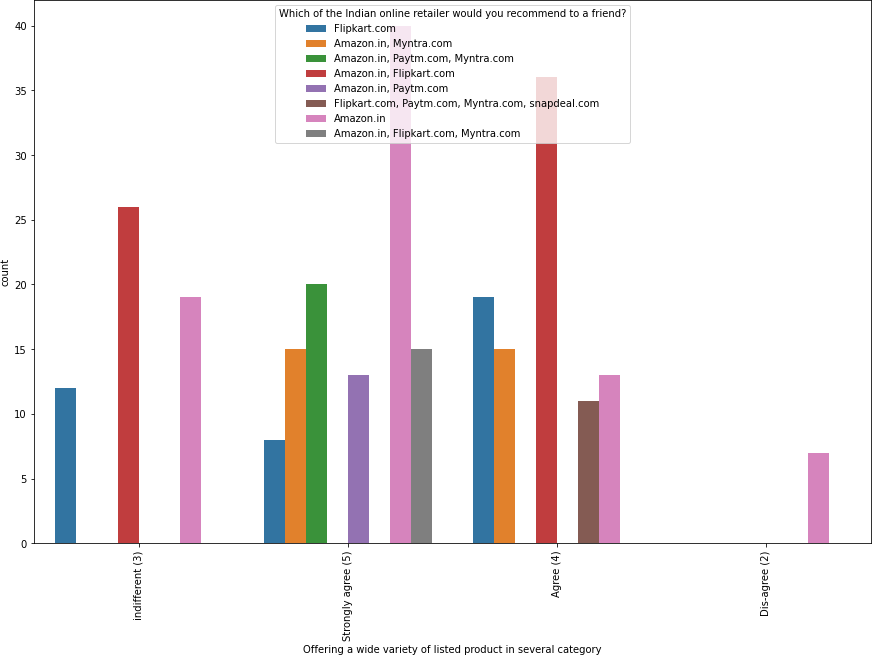 Which of the Indian online retailer would you recommend to a friend?
Flipkart.com
Amazon.in, Myntra.com
Amazon.in, Paytm.com, Myntra.com
Amazon.in, Flipkart.com
Amazon.in, Paytm.com
Flipkart.com, Paytm.com, Myntra.com, snapdeal.com
Amazon.in
Amazon.in, Flipkart.com, Myntra.com
40
35
30
25
20
15
10
5
0
count
indifferent (3)
Strongly agree (5)
Agree (4)
Dis-agree (2)
Offering a wide variety of listed product in several category